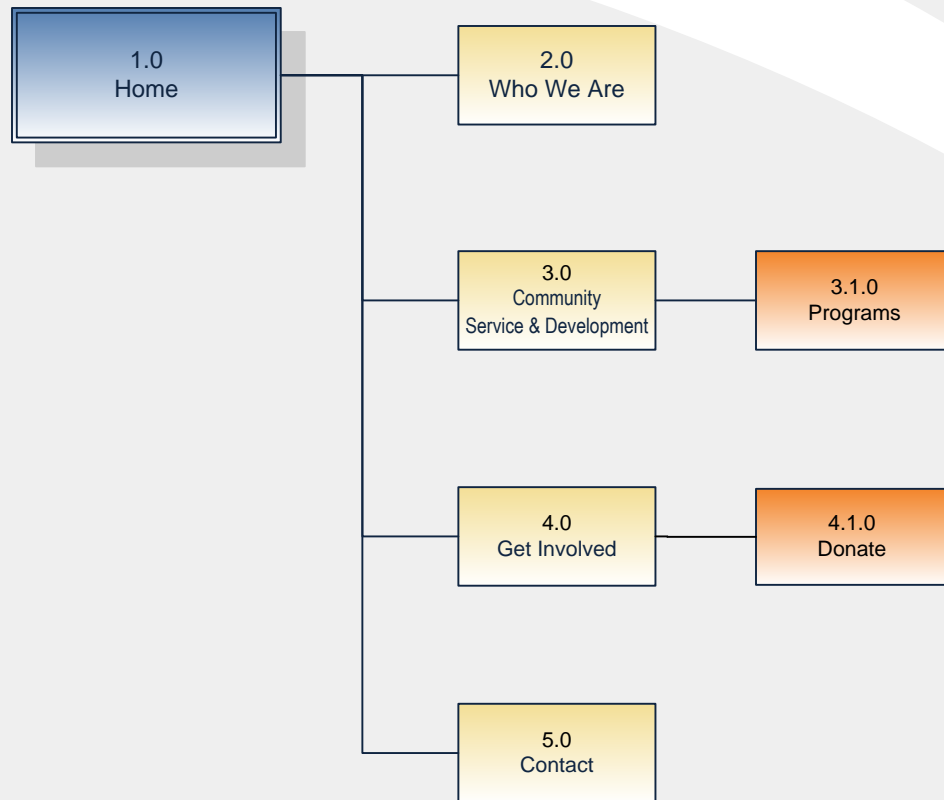 1.0
Home
2.0
Who We Are
3.0
Community
Service & Development
3.1.0
Programs
4.0
Get Involved
4.1.0
Donate
5.0
Contact